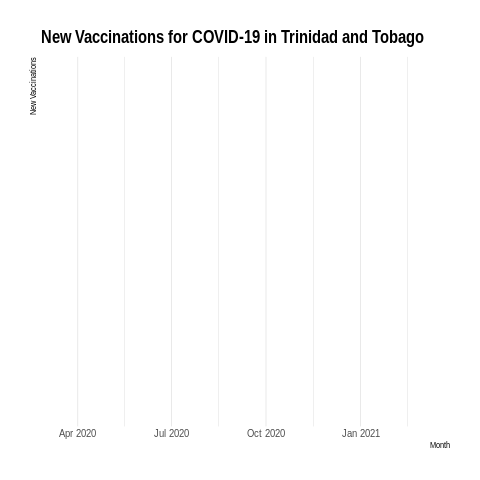 New Vaccinations for COVID-19 in Trinidad and Tobago
New Vaccinations
Apr 2020
Jul 2020
Oct 2020
Jan 2021
Month